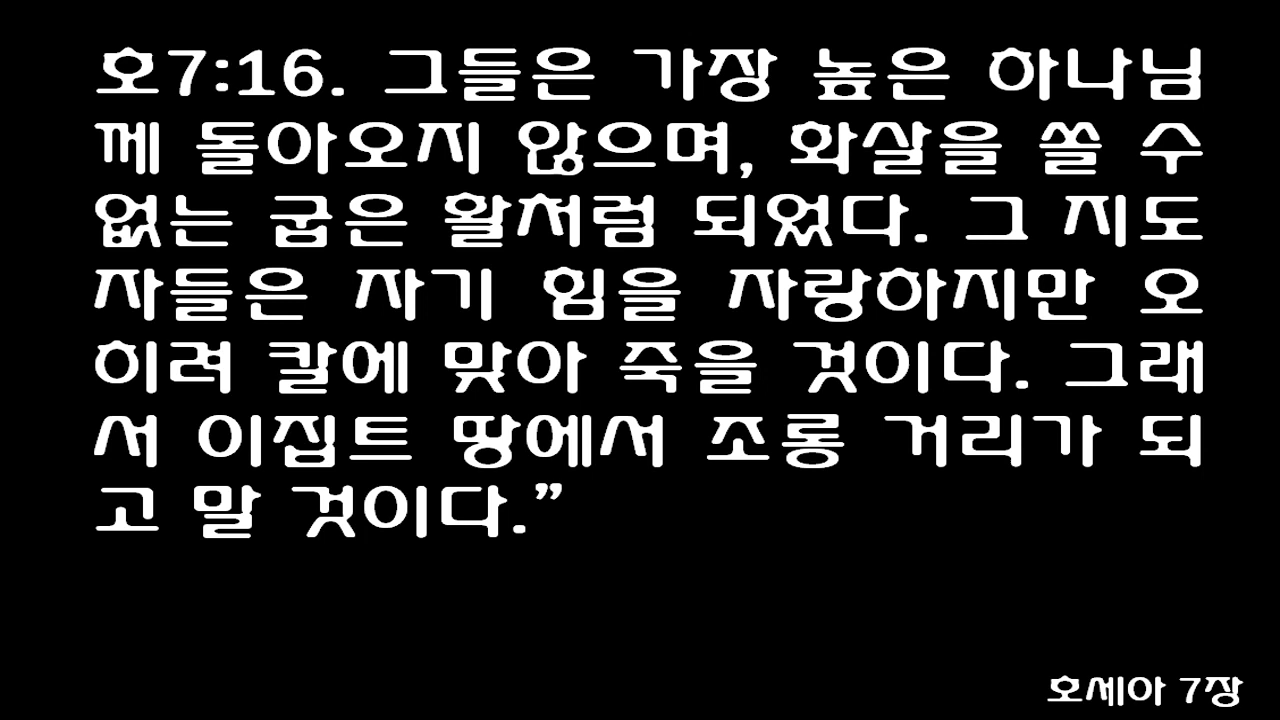 호7:16. 그들은 가장 높은 하나님
께 돌아오지 않으며, 화살을 쏠 수
없는 굽은 활처럼 되었다. 그 지도
자들은 자기 힘을 자랑하지만 오
히려 칼에 맞아 죽을 것이다. 그래
서 이집트 땅에서 조롱 거리가 되
고 말 것이다.”
호세아 7장